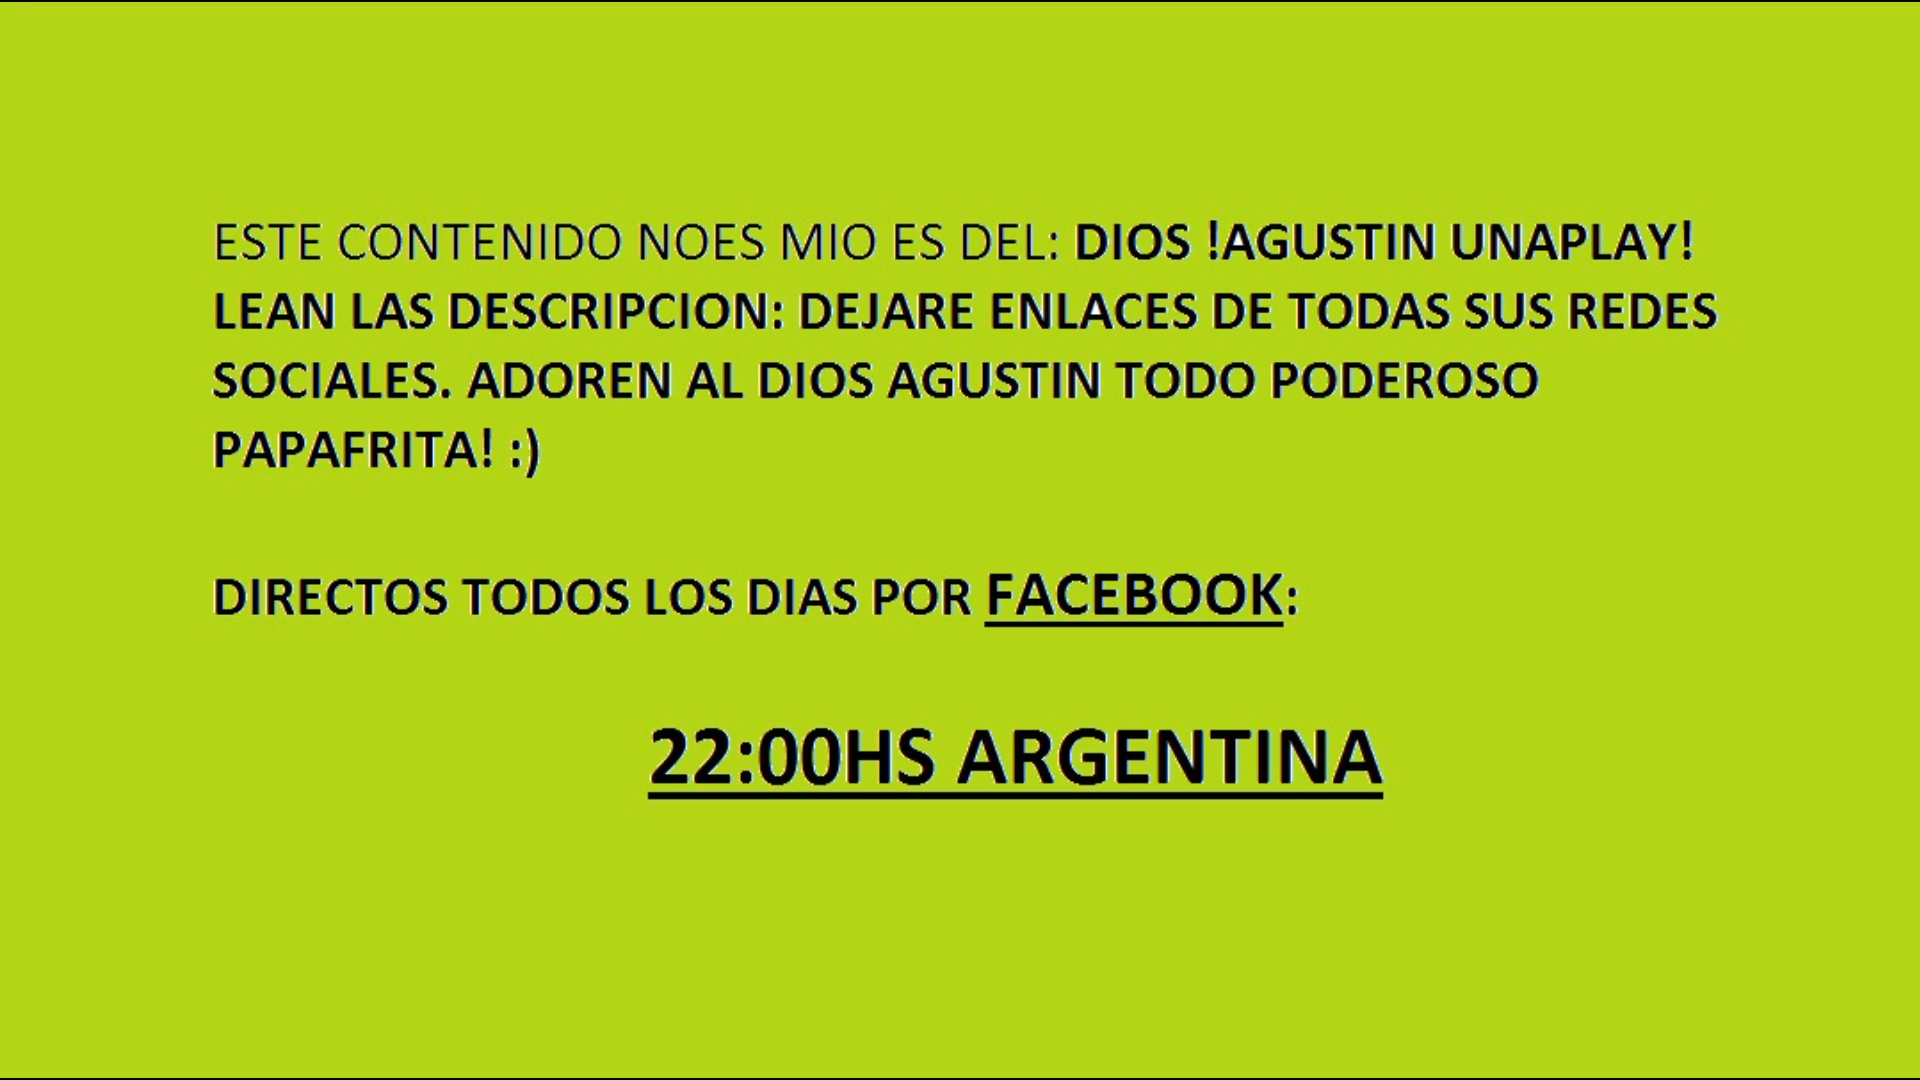 ESTE CONTENIDO NOES MIO ES DEL: DIOS !AGUSTIN UNAPLAY!
LEAN LAS DESCRIPCION: DEJARE ENLACES DE TODAS SUS REDES
SOCIALES. ADOREN AL DIOS AGUSTIN TODO PODEROSO
PAPAFRITA! :)
DIRECTOS TODOS LOS DIAS POR FACEBOOK:
22:00HS ARGENTINA